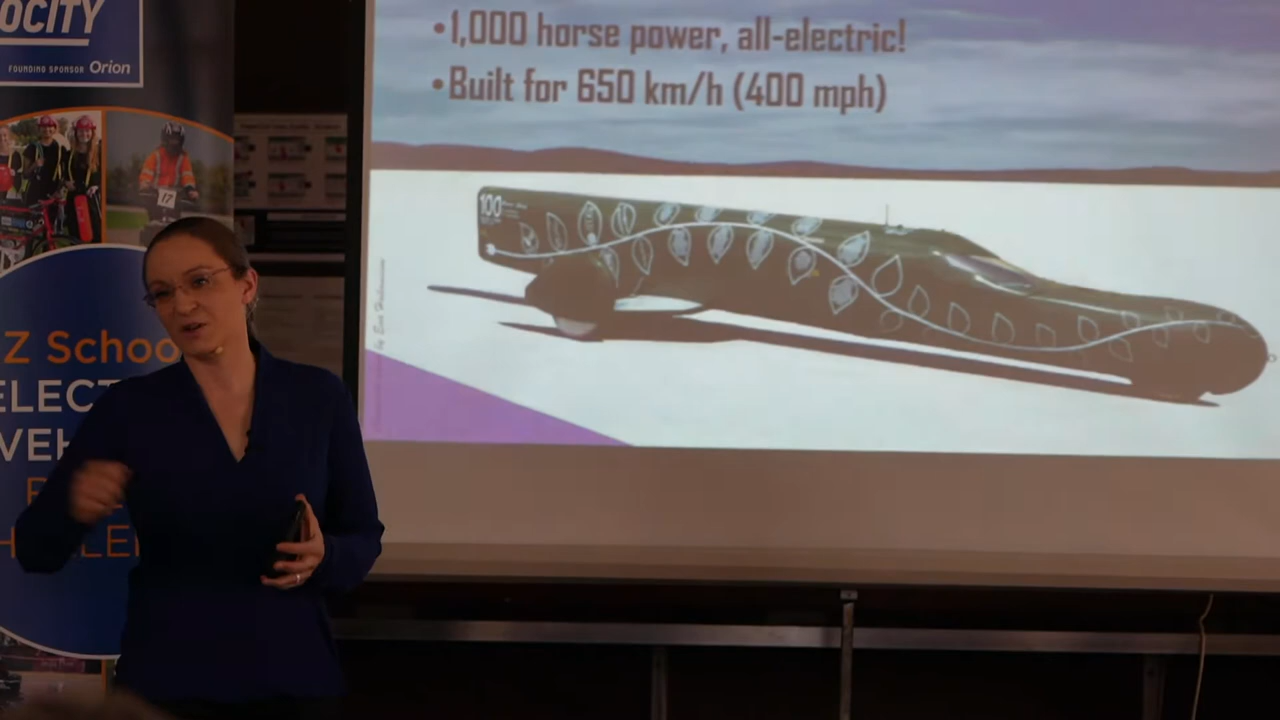 OCITY
FOUNDING SPONSOR Orion
17
Z Schoo
ELECT
VEH
•1,000 horse power, all-electric!
•Built for 650 km/h (400 mph)
100